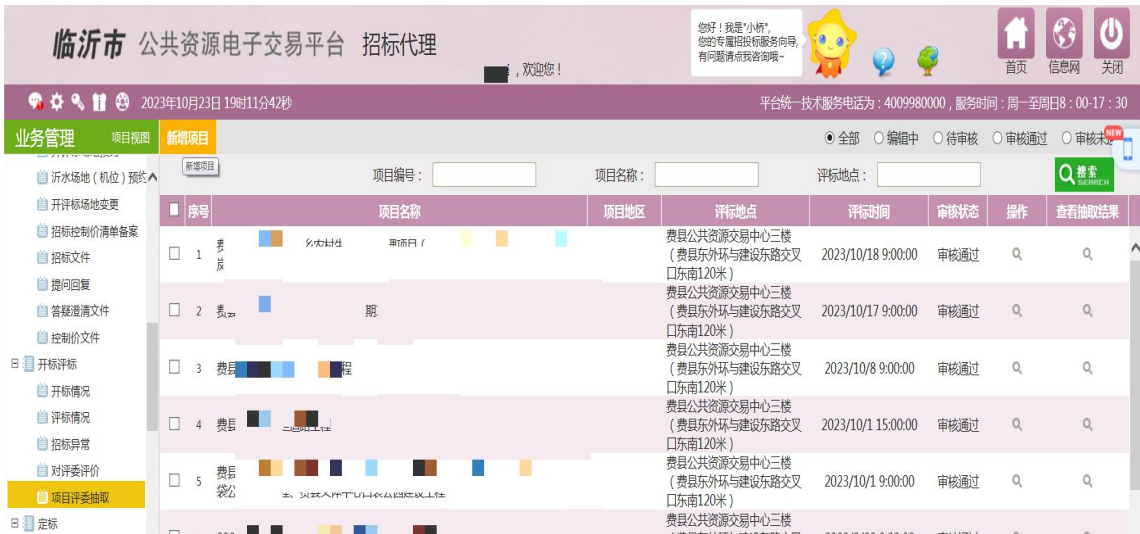 临沂市 公共资源电子交易平台 招标代理
,欢迎您!
您好!我是"小桥",
您的专属招投标服务向导,
有问题请点我咨询哦~
首页 信息网 关闭
2023年10月23日 19时11分42秒
平台统一技术服务电话为:4009980000,服务时间:周一至周日8:00-17:30
业务管理 项目视图
新增项目
全部 编辑中 待审核 审核通过 审核未
NEW
新增项目
项目编号:
项目名称:
评标地点:
搜索
SEARCH
沂水场地(机位)预约
开评标场地变更
招标控制价清单备案
招标文件
提问回复
答疑澄清文件
控制价文件
开标评标
开标情况
评标情况
招标异常
对评委评价
项目评委抽取
定标
序号 项目名称 项目地区 评标地点 评标时间 审核状态 操作 查看抽取结果
1
费县公共资源交易中心三楼
(费县东外环与建设东路交叉
口东南120米)
2023/10/18 9:00:00 审核通过
2
期
费县公共资源交易中心三楼
(费县东外环与建设东路交叉
口东南120米)
2023/10/17 9:00:00 审核通过
3 费县
程
费县公共资源交易中心三楼
(费县东外环与建设东路交叉
口东南120米)
2023/10/8 9:00:00 审核通过
4 费县
费县公共资源交易中心三楼
(费县东外环与建设东路交叉
口东南120米)
2023/10/1 15:00:00 审核通过
5 费县
袋公
费县公共资源交易中心三楼
(费县东外环与建设东路交叉
口东南120米)
2023/10/1 9:00:00 审核通过
费县公共资源交易中心三楼